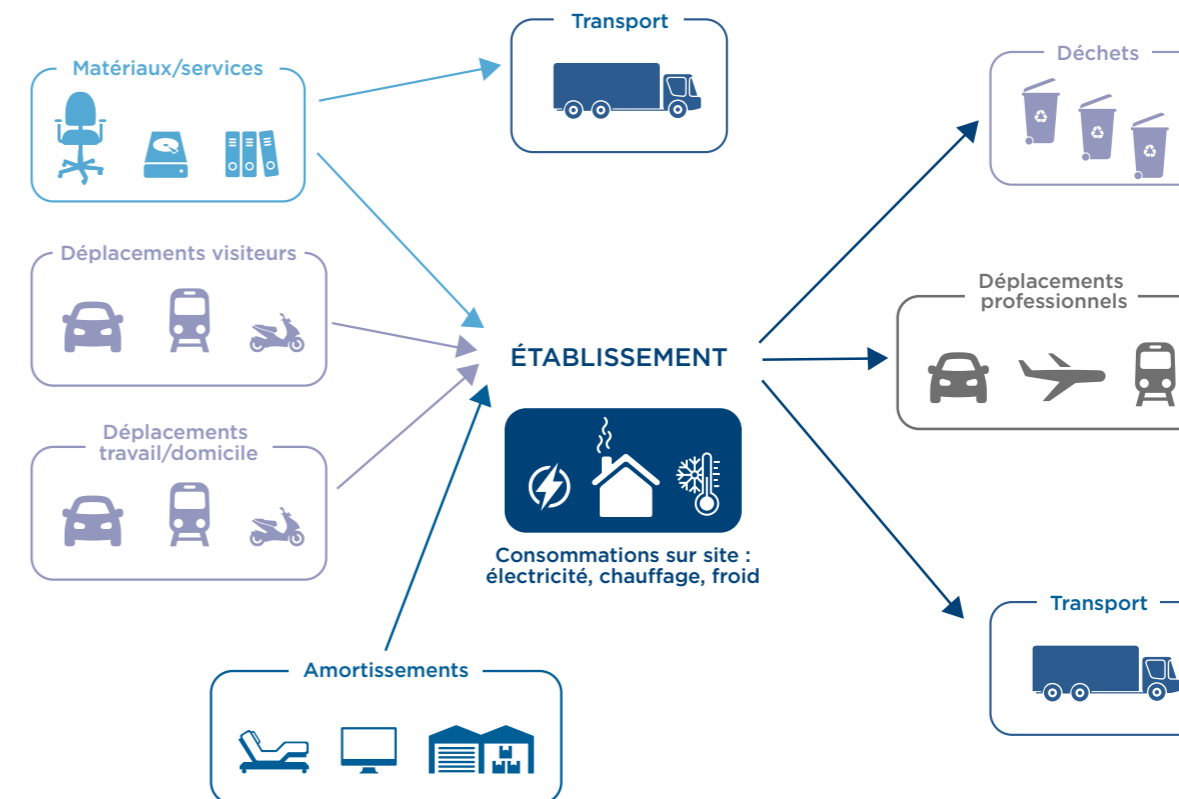 Transport
Matériaux/services
Déchets
Déplacements visiteurs
Déplacements
professionnels
ÉTABLISSEMENT
Déplacements
travail/domicile
Consommations sur site :
électricité, chauffage, froid
Transport
Amortissements